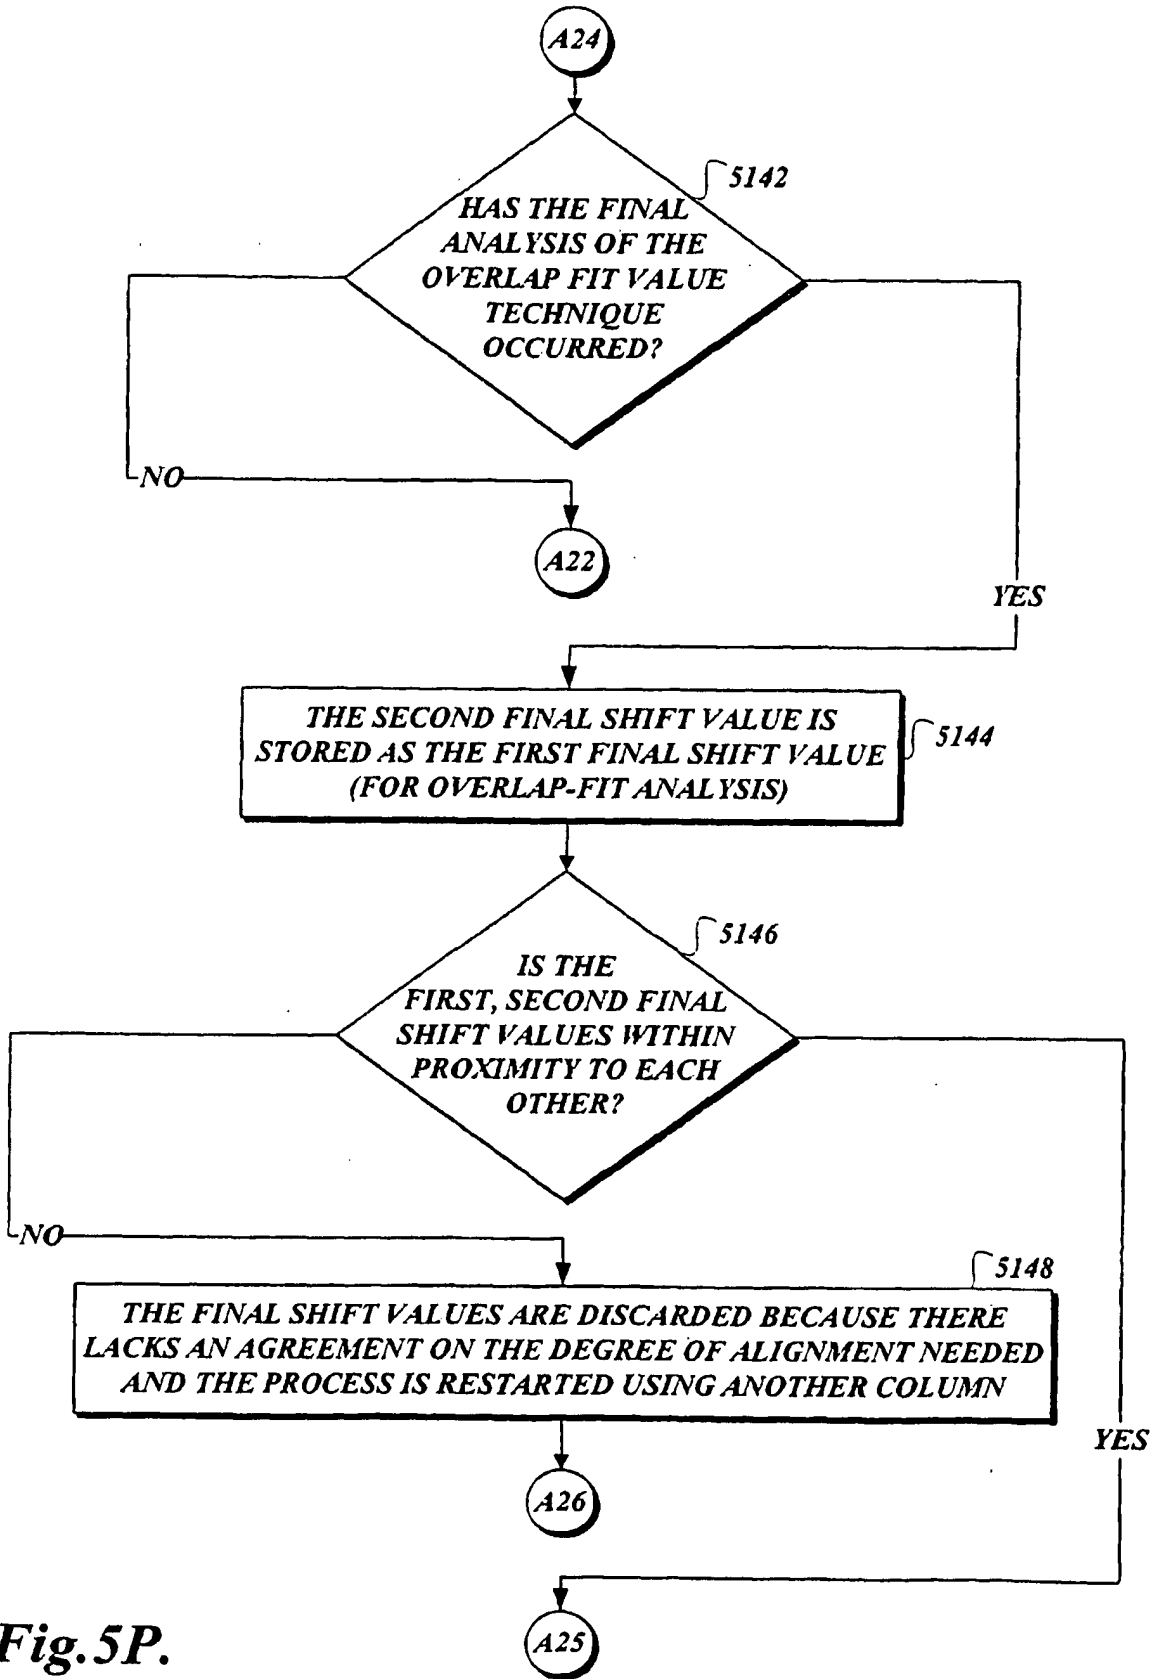 A24
5142
HAS THE FINAL
ANALYSIS OF THE
OVERLAP FIT VALUE
TECHNIQUE
OCCURRED?
NO
A22
YES
THE SECOND FINAL SHIFT VALUE IS
STORED AS THE FIRST FINAL SHIFT VALUE
(FOR OVERLAP-FIT ANALYSIS)
5144
5146
IS THE
FIRST, SECOND FINAL
SHIFT VALUES WITHIN
PROXIMITY TO EACH
OTHER?
NO
5148
THE FINAL SHIFT VALUES ARE DISCARDED BECAUSE THERE
LACKS AN AGREEMENT ON THE DEGREE OF ALIGNMENT NEEDED
AND THE PROCESS IS RESTARTED USING ANOTHER COLUMN
YES
A26
A25
Fig.5P.